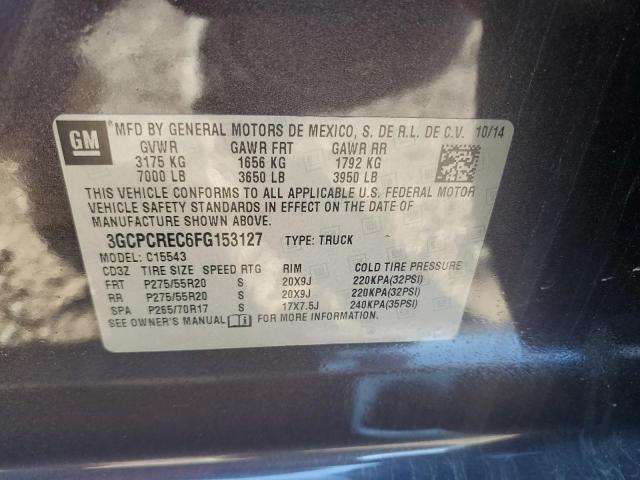 GM
MFD BY GENERAL MOTORS DE MEXICO, S. DE R.L. DE C.V. 10/14
GVWR GAWR FRT GAWR RR
3175 KG 1656 KG 1792 KG
7000 LB 3650 LB 3950 LB
THIS VEHICLE CONFORMS TO ALL APPLICABLE U.S. FEDERAL MOTOR
VEHICLE SAFETY STANDARDS IN EFFECT ON THE DATE OF
MANUFACTURE SHOWN ABOVE.
3GCPCREC6FG153127 TYPE: TRUCK
MODEL: C15543
CD3Z TIRE SIZE SPEED RTG RIM COLD TIRE PRESSURE
FRT P275/55R20 S 20X9J 220KPA(32PSI)
RR P275/55R20 S 20X9J 220KPA(32PSI)
SPA P265/70R17 S 17X7.5J 240KPA(35PSI)
SEE OWNER'S MANUAL FOR MORE INFORMATION.